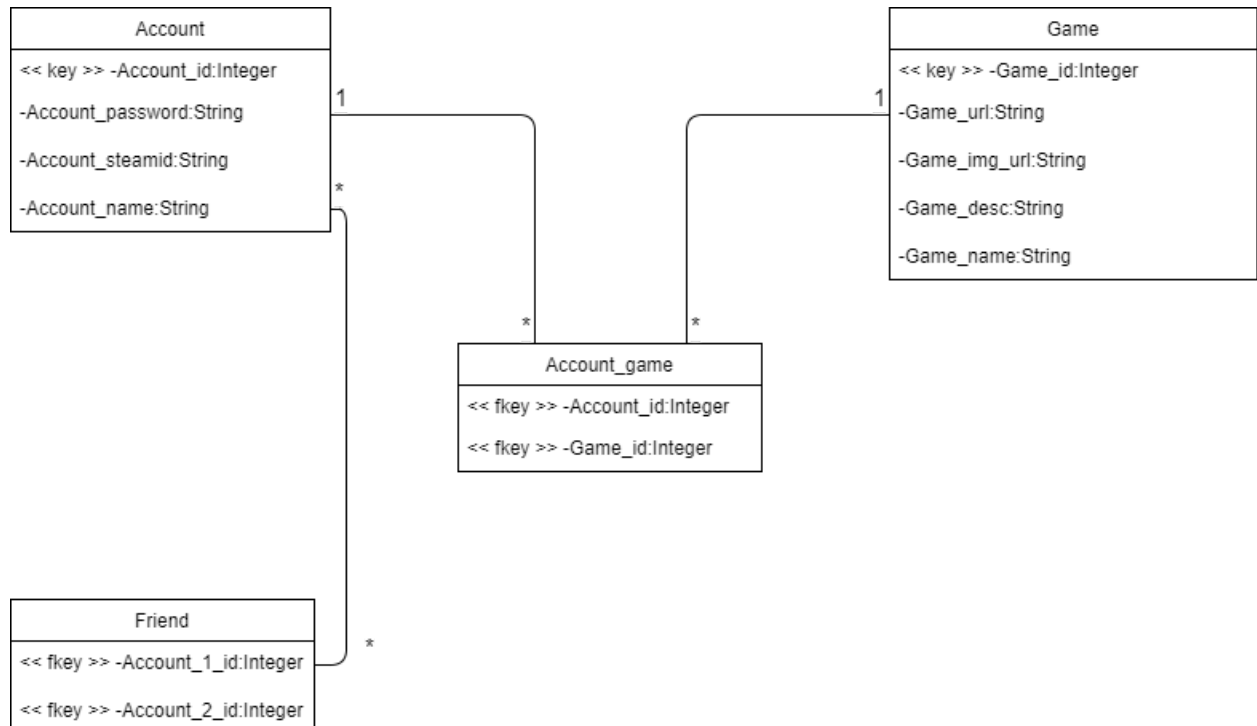 Account
<< key >> -Account_id:Integer
-Account_password:String
-Account_steamid:String
-Account_name:String
1
*
Game
<< key >> -Game_id:Integer
-Game_url:String
-Game_img_url:String
-Game_desc:String
-Game_name:String
1
*
*
Account_game
<< fkey >> -Account_id:Integer
<< fkey >> -Game_id:Integer
Friend
<< fkey >> -Account_1_id:Integer
<< fkey >> -Account_2_id:Integer
*